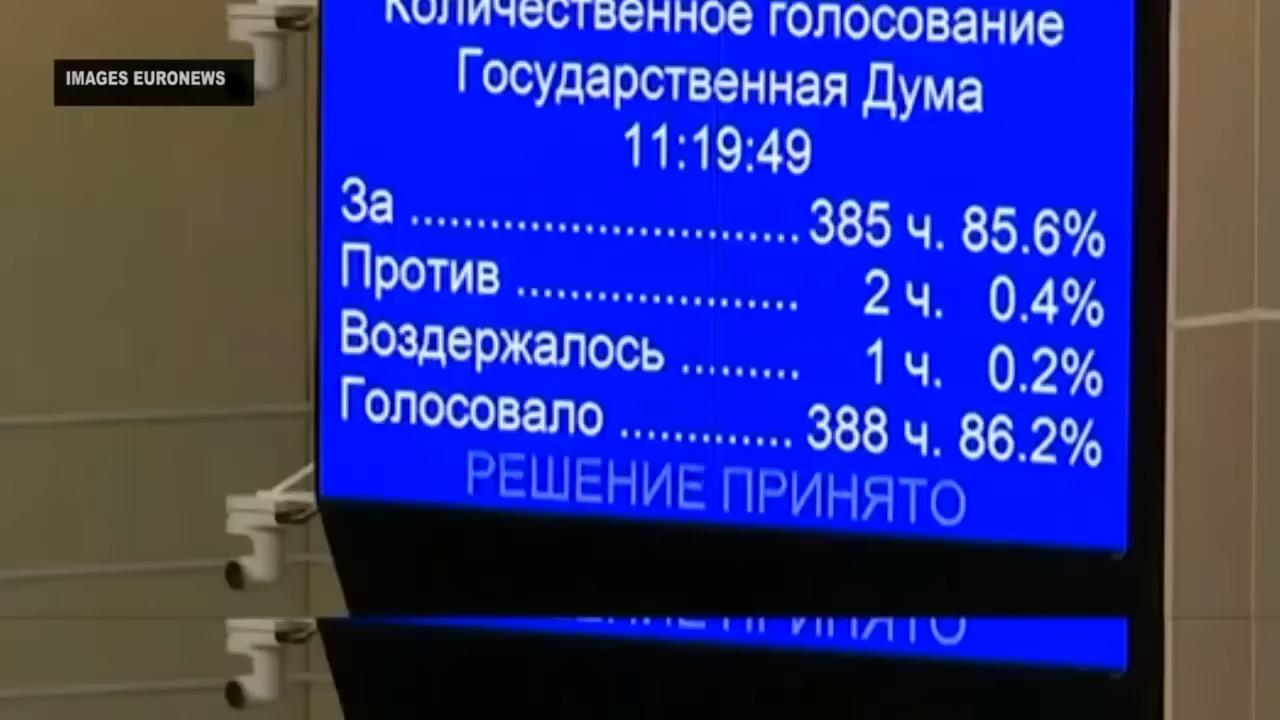 Количественное голосование
IMAGES EURONEWS
Государственная Дума
11:19:49
За ............................ 385 ч. 85.6%
Против .................... 2 ч. 0.4%
Воздержалось ......... 1 ч. 0.2%
Голосовало ............. 388 ч. 86.2%
РЕШЕНИЕ ПРИНЯТО
ПРИНЯТО